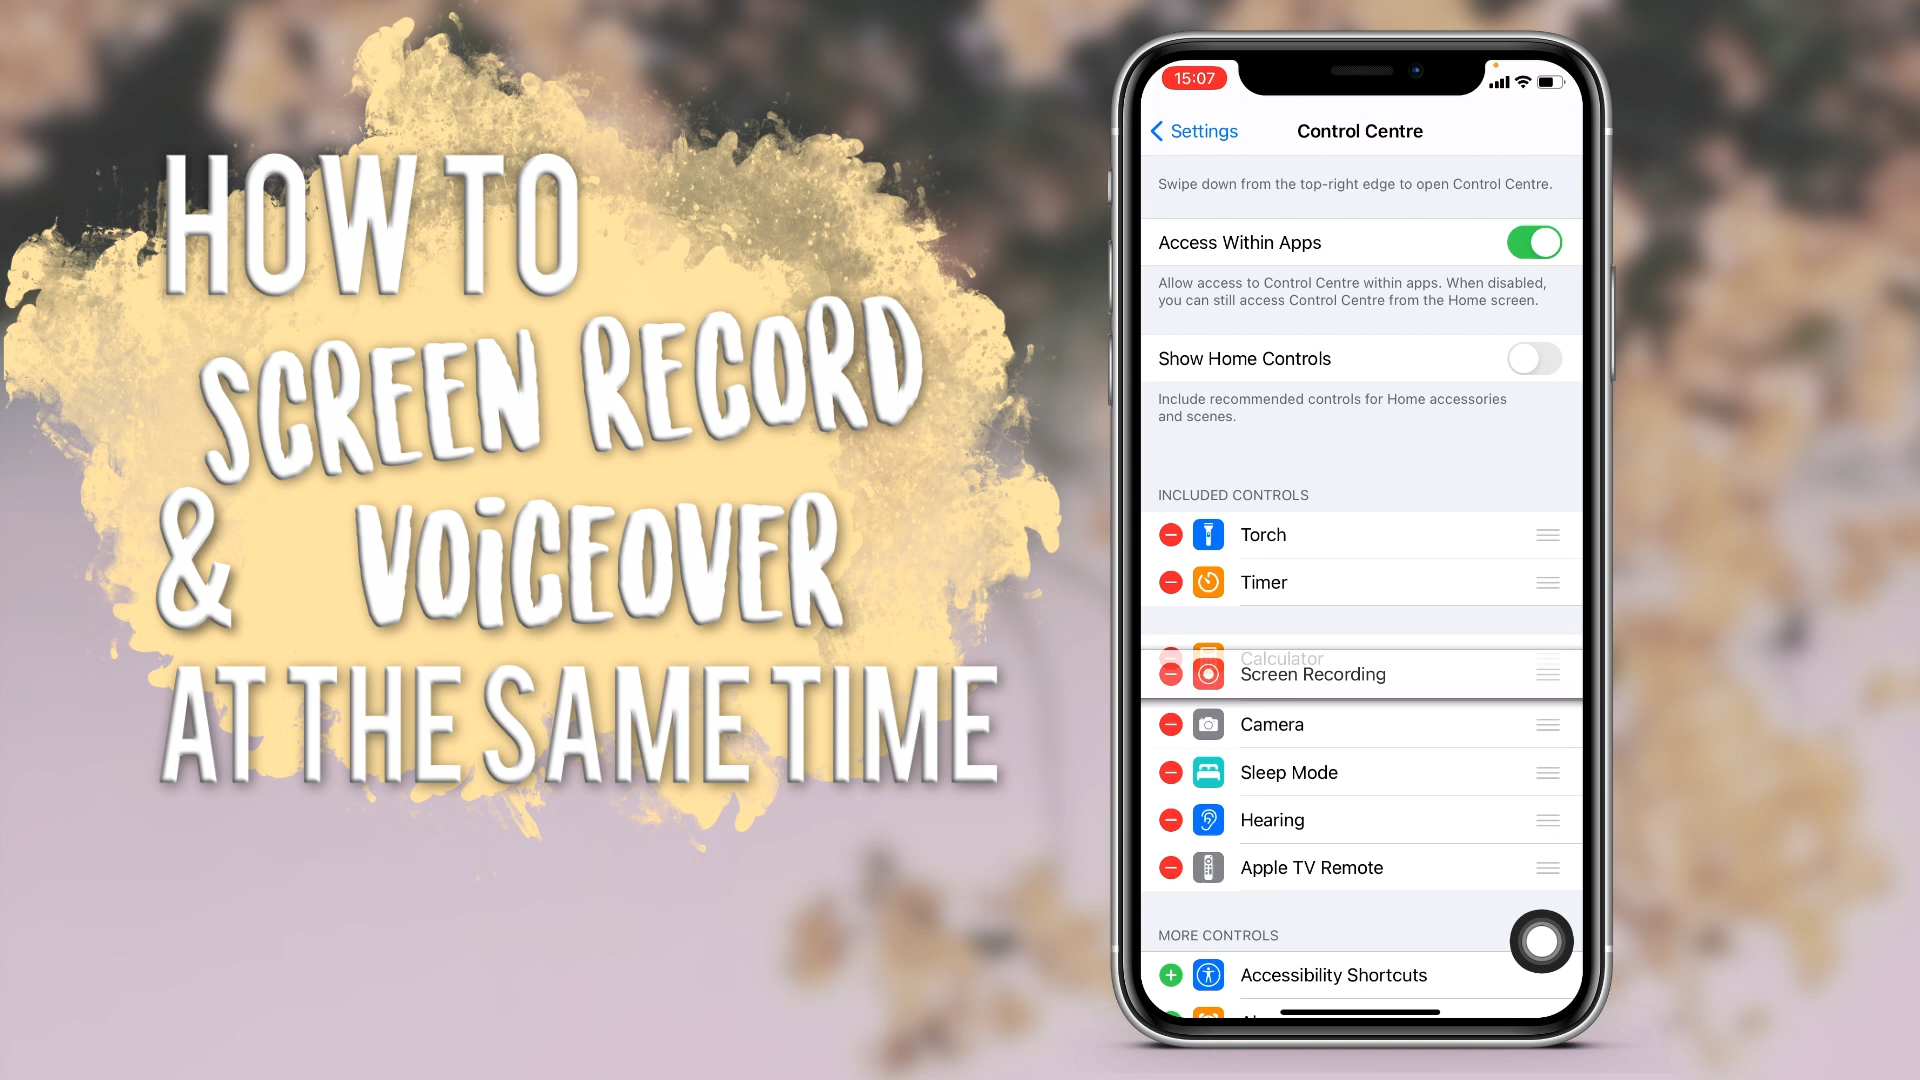 HOW TO
SCREEN RECORD
& VOiCEOVER
AT THE SAME TIME
15:07
Settings
Control Centre
Swipe down from the top-right edge to open Control Centre.
Access Within Apps
Allow access to Control Centre within apps. When disabled,
you can still access Control Centre from the Home screen.
Show Home Controls
Include recommended controls for Home accessories
and scenes.
INCLUDED CONTROLS
Torch
Timer
Calculator
Screen Recording
Camera
Sleep Mode
Hearing
Apple TV Remote
MORE CONTROLS
Accessibility Shortcuts